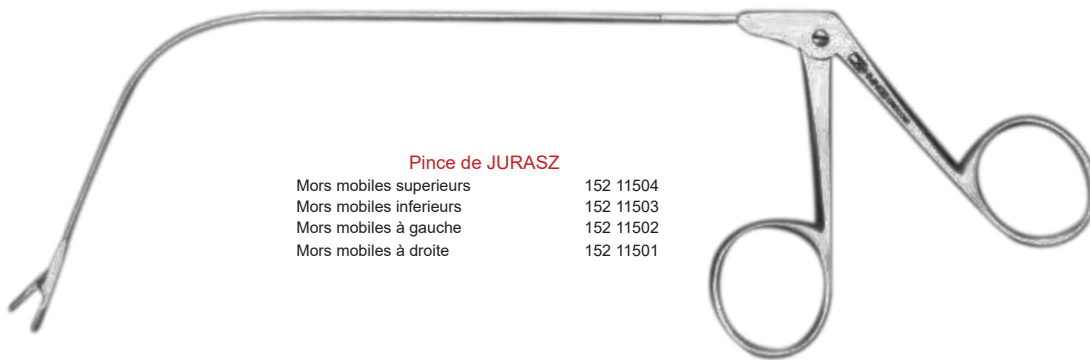 Pince de JURASZ
Mors mobiles superieurs 152 11504
Mors mobiles inferieurs 152 11503
Mors mobiles à gauche 152 11502
Mors mobiles à droite 152 11501